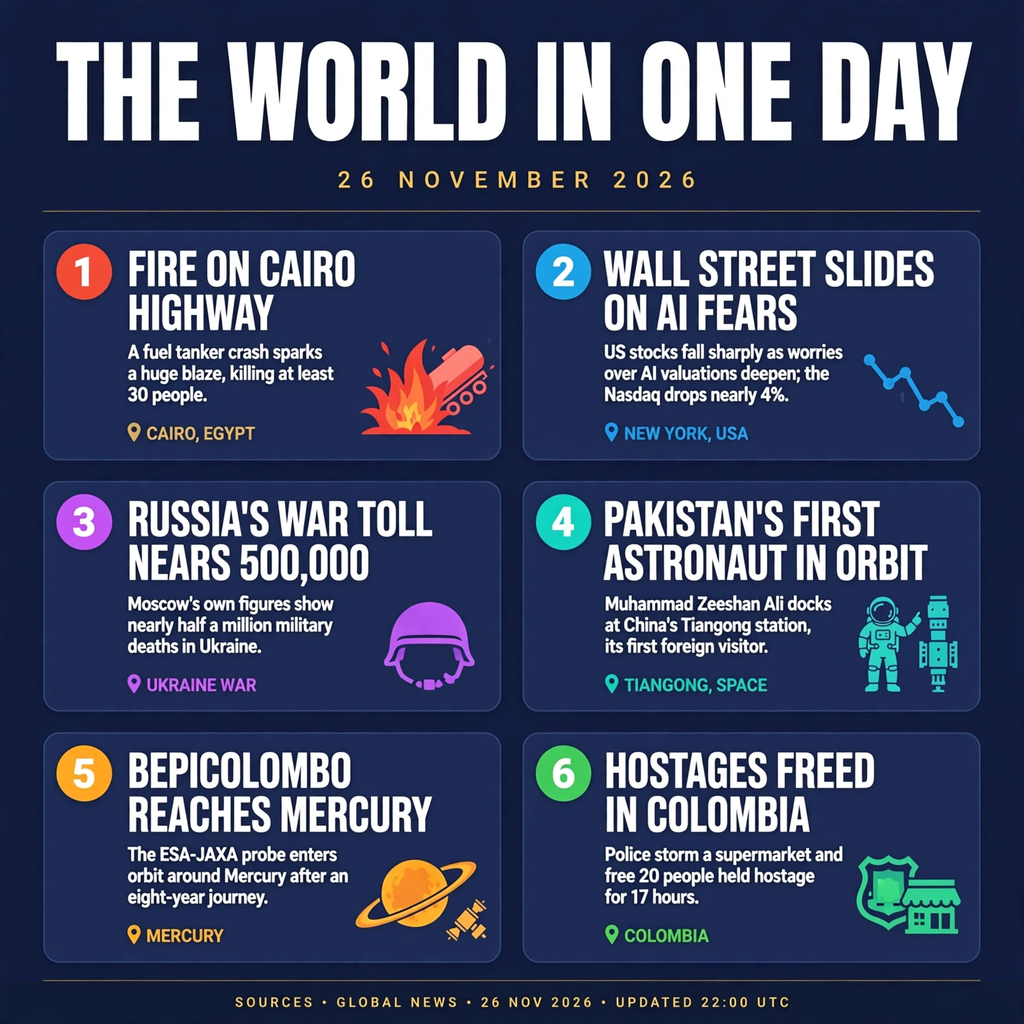 THE WORLD IN ONE DAY
26 NOVEMBER 2026
1
FIRE ON CAIRO
HIGHWAY
A fuel tanker crash sparks
a huge blaze, killing at least
30 people.
CAIRO, EGYPT
2
WALL STREET SLIDES
ON AI FEARS
US stocks fall sharply as worries
over AI valuations deepen; the
Nasdaq drops nearly 4%.
NEW YORK, USA
3
RUSSIA'S WAR TOLL
NEARS 500,000
Moscow's own figures show
nearly half a million military
deaths in Ukraine.
UKRAINE WAR
4
PAKISTAN'S FIRST
ASTRONAUT IN ORBIT
Muhammad Zeeshan Ali docks
at China's Tiangong station,
its first foreign visitor.
TIANGONG, SPACE
5
BEPICOLOMBO
REACHES MERCURY
The ESA-JAXA probe enters
orbit around Mercury after an
eight-year journey.
MERCURY
6
HOSTAGES FREED
IN COLOMBIA
Police storm a supermarket and
free 20 people held hostage
for 17 hours.
COLOMBIA
SOURCES • GLOBAL NEWS • 26 NOV 2026 • UPDATED 22:00 UTC